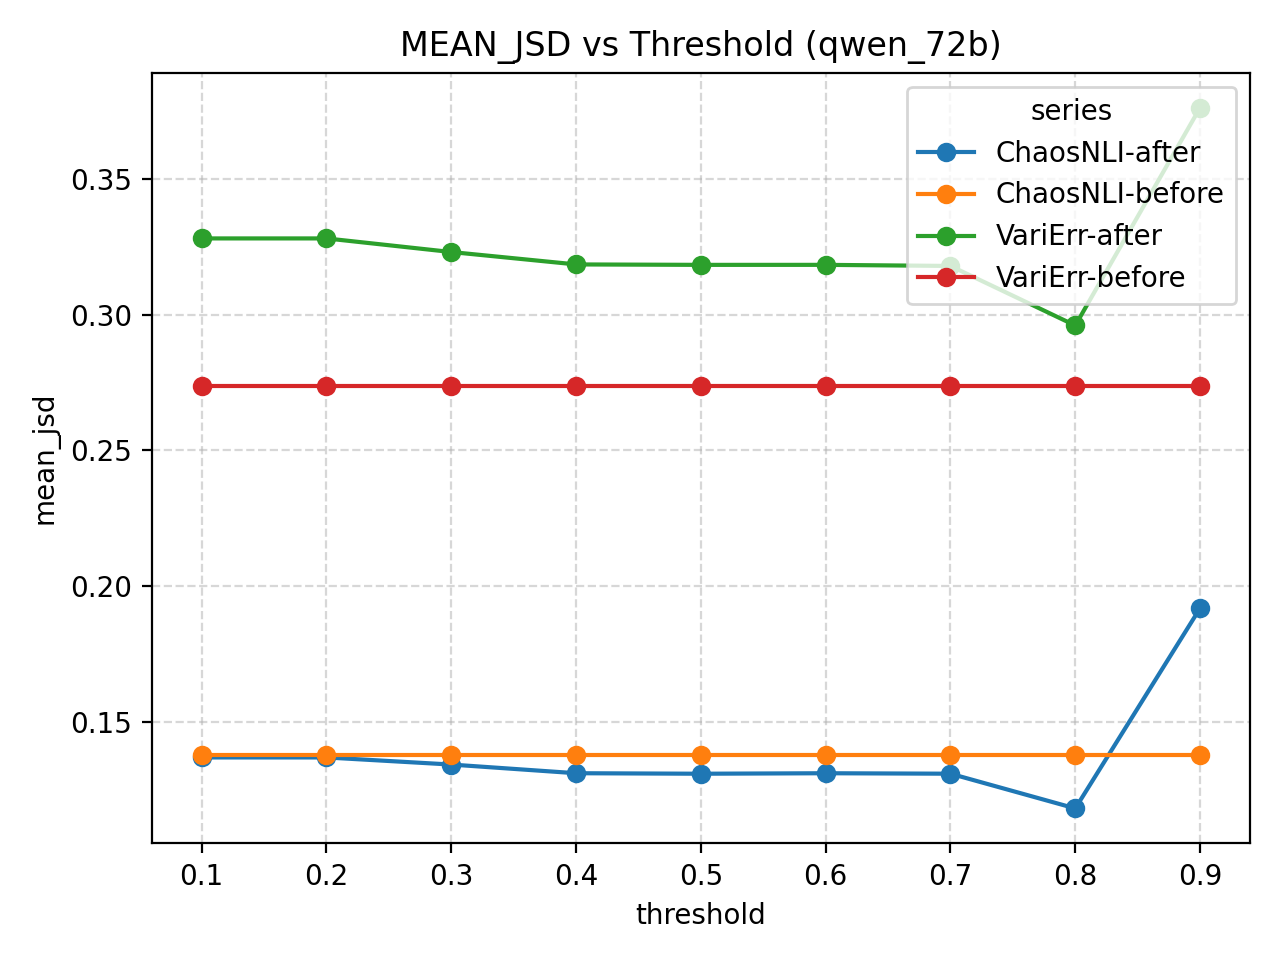 MEAN_JSD vs Threshold (qwen_72b)
series
ChaosNLI-after
ChaosNLI-before
VariErr-after
VariErr-before
mean_jsd
0.35
0.30
0.25
0.20
0.15
0.1 0.2 0.3 0.4 0.5 0.6 0.7 0.8 0.9
threshold